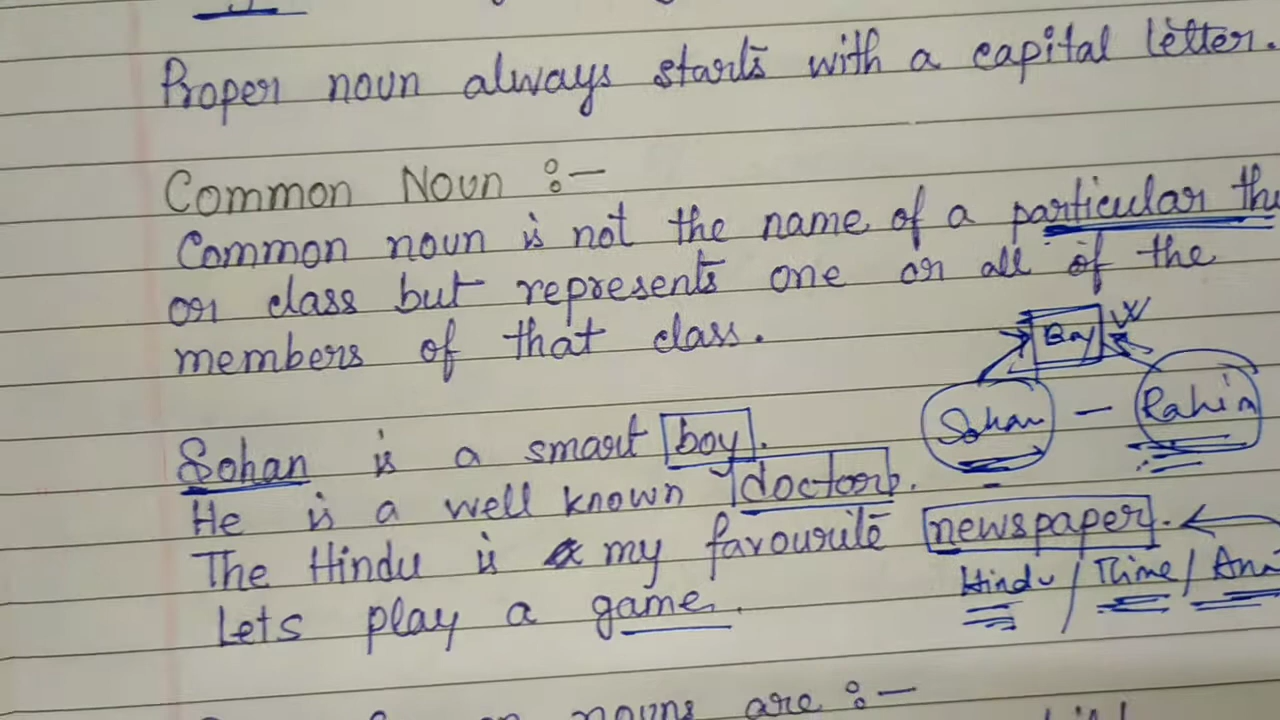 Proper noun always starts with a capital letter.
Common Noun :-
Common noun is not the name of a particular
or class but represents one or all of the
members of that class.
Boy
Sohan - Rahim
Sohan is a smart boy.
He is a well known doctor.
The Hindu is my favourite newspaper.
Hindu / Time /
Lets play a game.
nouns are :-